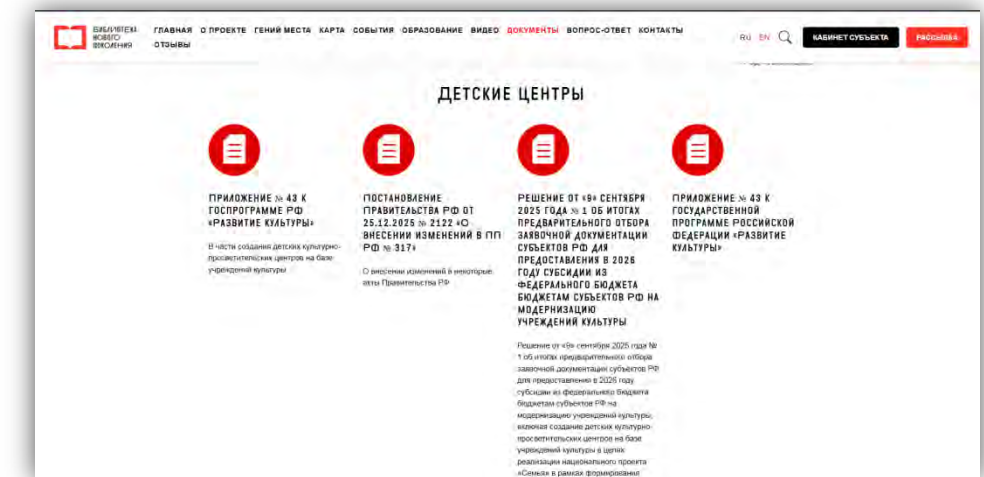 БИБЛИОТЕКА
НОВОГО
ПОКОЛЕНИЯ
ГЛАВНАЯ О ПРОЕКТЕ ГЕНИЙ МЕСТА КАРТА СОБЫТИЯ ОБРАЗОВАНИЕ ВИДЕО ДОКУМЕНТЫ ВОПРОС-ОТВЕТ КОНТАКТЫ
ОТЗЫВЫ
RU EN
КАБИНЕТ СУБЪЕКТА
РАССЫЛКА
ДЕТСКИЕ ЦЕНТРЫ
ПРИЛОЖЕНИЕ № 43 К
ГОСПРОГРАММЕ РФ
«РАЗВИТИЕ КУЛЬТУРЫ»
В части создания детских культурно-
просветительских центров на базе
учреждений культуры
ПОСТАНОВЛЕНИЕ
ПРАВИТЕЛЬСТВА РФ ОТ
25.12.2025 № 2122 «О
ВНЕСЕНИИ ИЗМЕНЕНИЙ В ПП
РФ № 317»
О внесении изменений в некоторые
акты Правительства РФ
РЕШЕНИЕ ОТ «9» СЕНТЯБРЯ
2025 ГОДА № 1 ОБ ИТОГАХ
ПРЕДВАРИТЕЛЬНОГО ОТБОРА
ЗАЯВОЧНОЙ ДОКУМЕНТАЦИИ
СУБЪЕКТОВ РФ ДЛЯ
ПРЕДОСТАВЛЕНИЯ В 2026
ГОДУ СУБСИДИИ ИЗ
ФЕДЕРАЛЬНОГО БЮДЖЕТА
БЮДЖЕТАМ СУБЪЕКТОВ РФ НА
МОДЕРНИЗАЦИЮ
УЧРЕЖДЕНИЙ КУЛЬТУРЫ
Решение от «9» сентября 2025 года №
1 об итогах предварительного отбора
заявочной документации субъектов РФ
для предоставления в 2026 году
субсидии из федерального бюджета
бюджетам субъектов РФ на
модернизацию учреждений культуры,
включая создание детских культурно-
просветительских центров на базе
учреждений культуры в целях
реализации национального проекта
«Семья» в рамках формирования
ПРИЛОЖЕНИЕ № 43 К
ГОСУДАРСТВЕННОЙ
ПРОГРАММЕ РОССИЙСКОЙ
ФЕДЕРАЦИИ «РАЗВИТИЕ
КУЛЬТУРЫ»